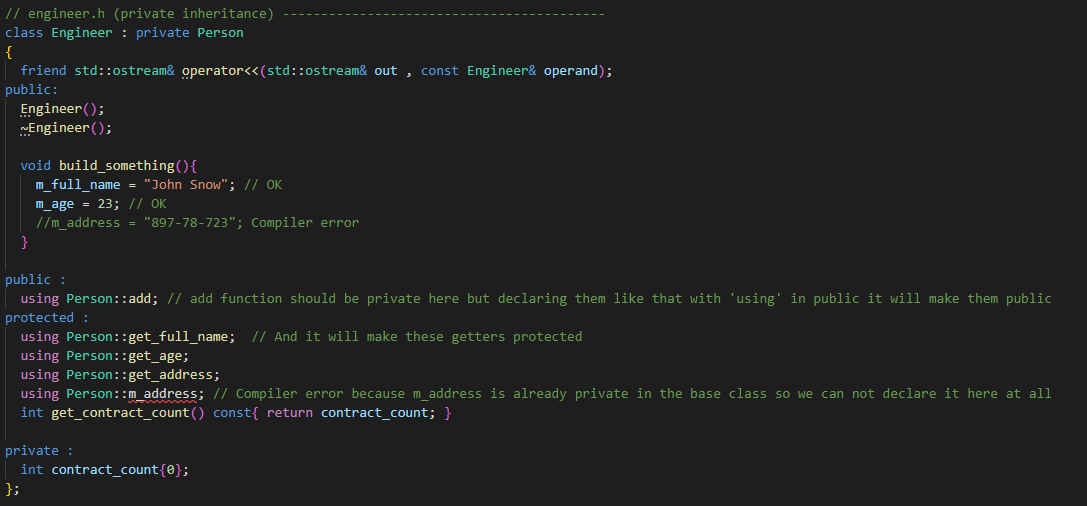 // engineer.h (private inheritance) ------------------------------------------
class Engineer : private Person
{
  friend std::ostream& operator<<(std::ostream& out , const Engineer& operand);
public:
  Engineer();
  ~Engineer();

  void build_something(){
    m_full_name = "John Snow"; // OK
    m_age = 23; // OK
    //m_address = "897-78-723"; Compiler error
  }

public :
  using Person::add; // add function should be private here but declaring them like that with 'using' in public it will make them public
protected :
  using Person::get_full_name;  // And it will make these getters protected
  using Person::get_age;
  using Person::get_address;
  using Person::m_address; // Compiler error because m_address is already private in the base class so we can not declare it here at all
  int get_contract_count() const{ return contract_count; }

private :
  int contract_count{0};
};